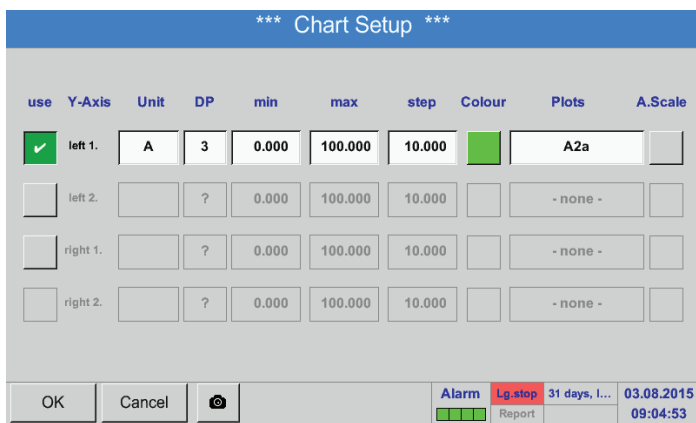 *** Chart Setup ***
use Y-Axis Unit DP min max step Colour Plots A.Scale
left 1. A 3 0.000 100.000 10.000 A2a
left 2. ? 0.000 100.000 10.000 - none -
right 1. ? 0.000 100.000 10.000 - none -
right 2. ? 0.000 100.000 10.000 - none -
OK Cancel Alarm Lg.stop 31 days, l... 03.08.2015
Report 09:04:53